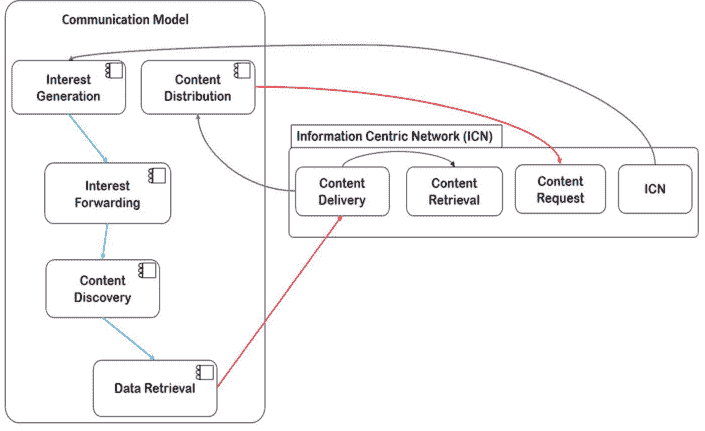 Communication Model
Interest
Generation
Content
Distribution
Interest
Forwarding
Content
Discovery
Data Retrieval
Information Centric Network (ICN)
Content
Delivery
Content
Retrieval
Content
Request
ICN